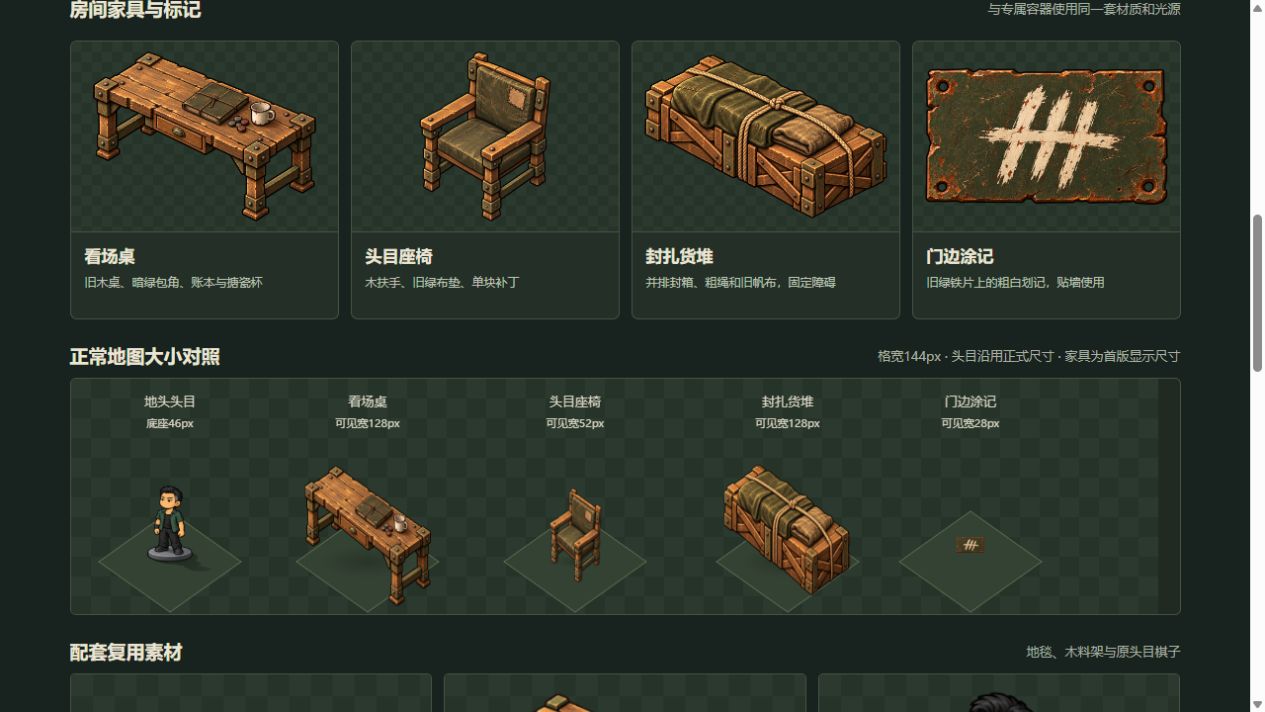 房间家具与标记
与专属容器使用同一套材质和光源
看场桌
旧木桌、暗绿包角、账本与搪瓷杯
头目座椅
木扶手、旧绿布垫、单块补丁
封扎货堆
并排封箱、粗绳和旧帆布，固定障碍
门边涂记
旧绿铁片上的粗白划记，贴墙使用
正常地图大小对照
格宽144px · 头目沿用正式尺寸 · 家具为首版显示尺寸
地头头目
底座46px
看场桌
可见宽128px
头目座椅
可见宽52px
封扎货堆
可见宽128px
门边涂记
可见宽28px
配套复用素材
地毯、木料架与原头目棋子